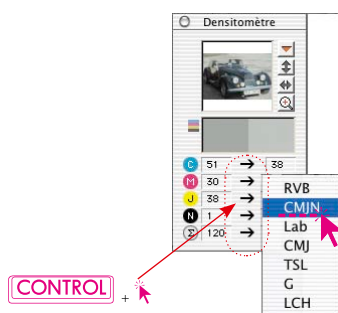 Densitomètre
C 51 → 38
M 30 →
J 38 →
N 1 →
Σ 120 →
RVB
CMJN
Lab
CMJ
TSL
G
LCH
CONTROL +